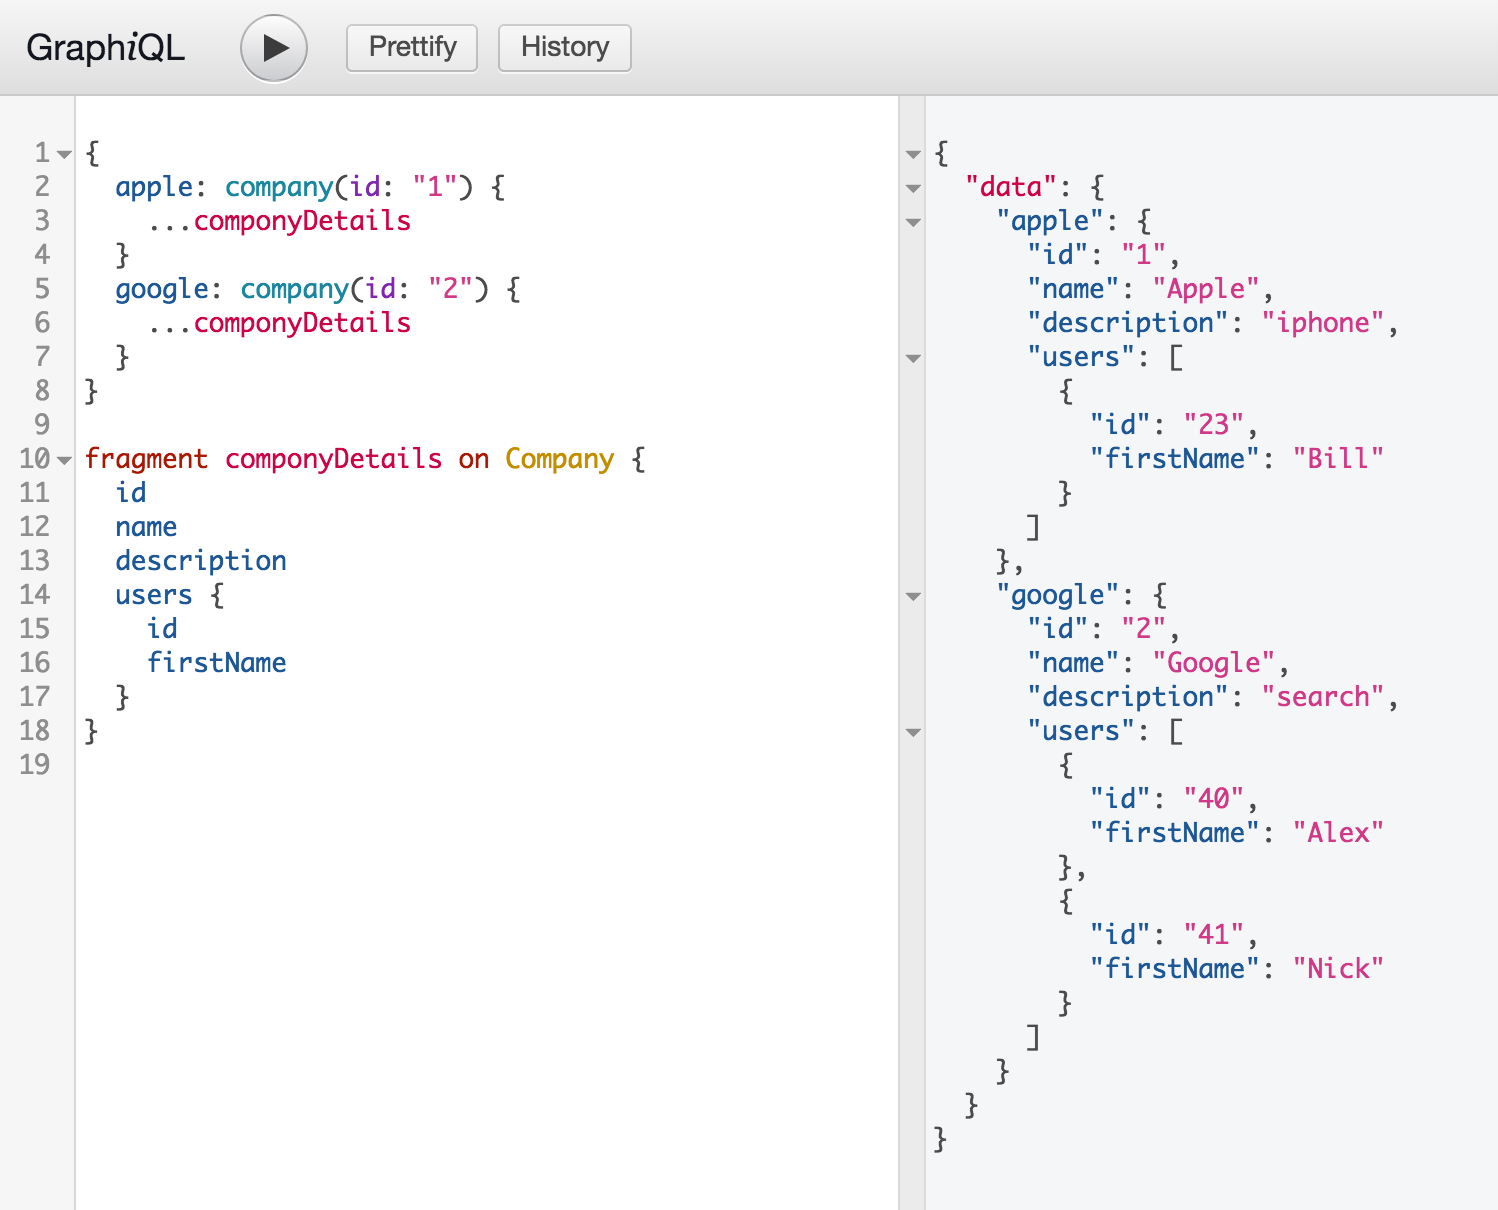 GraphiQL
Prettify
History
1 {
2   apple: company(id: "1") {
3     ...componyDetails
4   }
5   google: company(id: "2") {
6     ...componyDetails
7   }
8 }
9
10 fragment componyDetails on Company {
11   id
12   name
13   description
14   users {
15     id
16     firstName
17   }
18 }
19
{
  "data": {
    "apple": {
      "id": "1",
      "name": "Apple",
      "description": "iphone",
      "users": [
        {
          "id": "23",
          "firstName": "Bill"
        }
      ]
    },
    "google": {
      "id": "2",
      "name": "Google",
      "description": "search",
      "users": [
        {
          "id": "40",
          "firstName": "Alex"
        },
        {
          "id": "41",
          "firstName": "Nick"
        }
      ]
    }
  }
}